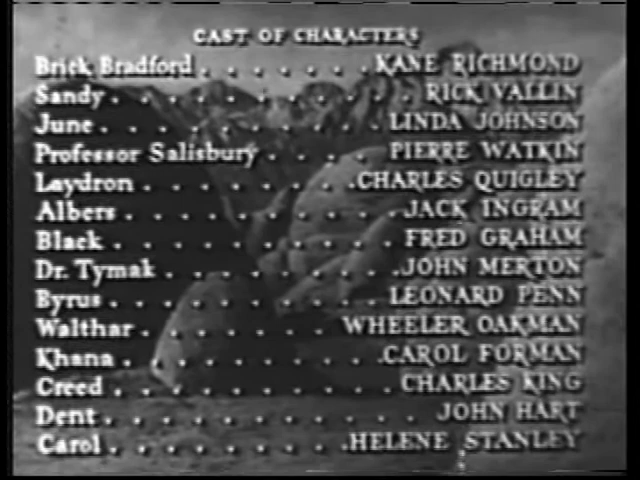 CAST OF CHARACTERS
Brick Bradford . . . . . . . KANE RICHMOND
Sandy . . . . . . . . . . . RICK VALLIN
June . . . . . . . . . . . LINDA JOHNSON
Professor Salisbury . . . . . PIERRE WATKIN
Laydron . . . . . . . . . CHARLES QUIGLEY
Albers . . . . . . . . . . . JACK INGRAM
Black . . . . . . . . . . . FRED GRAHAM
Dr. Tymak . . . . . . . . . JOHN MERTON
Byrus . . . . . . . . . . . LEONARD PENN
Walthar . . . . . . . . WHEELER OAKMAN
Khana . . . . . . . . . . CAROL FORMAN
Creed . . . . . . . . . . . CHARLES KING
Dent . . . . . . . . . . . . JOHN HART
Carol . . . . . . . . . HELENE STANLEY